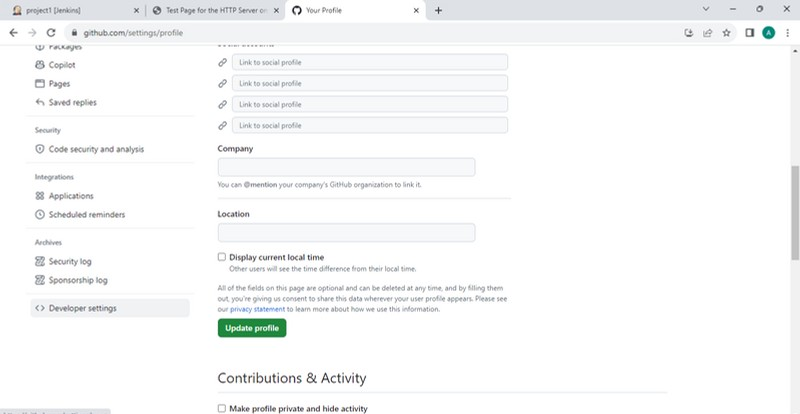 project1 [Jenkins]
Test Page for the HTTP Server on
Your Profile
github.com/settings/profile
A
Packages
Copilot
Pages
Saved replies
Security
Code security and analysis
Integrations
Applications
Scheduled reminders
Archives
Security log
Sponsorship log
Developer settings
Social accounts
Link to social profile
Link to social profile
Link to social profile
Link to social profile
Company
You can @mention your company's GitHub organization to link it.
Location
Display current local time
Other users will see the time difference from their local time.
All of the fields on this page are optional and can be deleted at any time, and by filling them
out, you're giving us consent to share this data wherever your user profile appears. Please see
our privacy statement to learn more about how we use this information.
Update profile
Contributions & Activity
Make profile private and hide activity